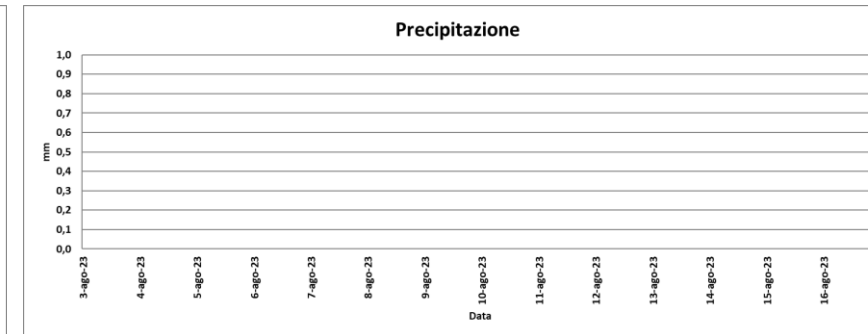 Precipitazione
1,0
0,9
0,8
0,7
0,6
0,5
0,4
0,3
0,2
0,1
0,0
mm
3-ago-23
4-ago-23
5-ago-23
6-ago-23
7-ago-23
8-ago-23
9-ago-23
10-ago-23
11-ago-23
12-ago-23
13-ago-23
14-ago-23
15-ago-23
16-ago-23
Data